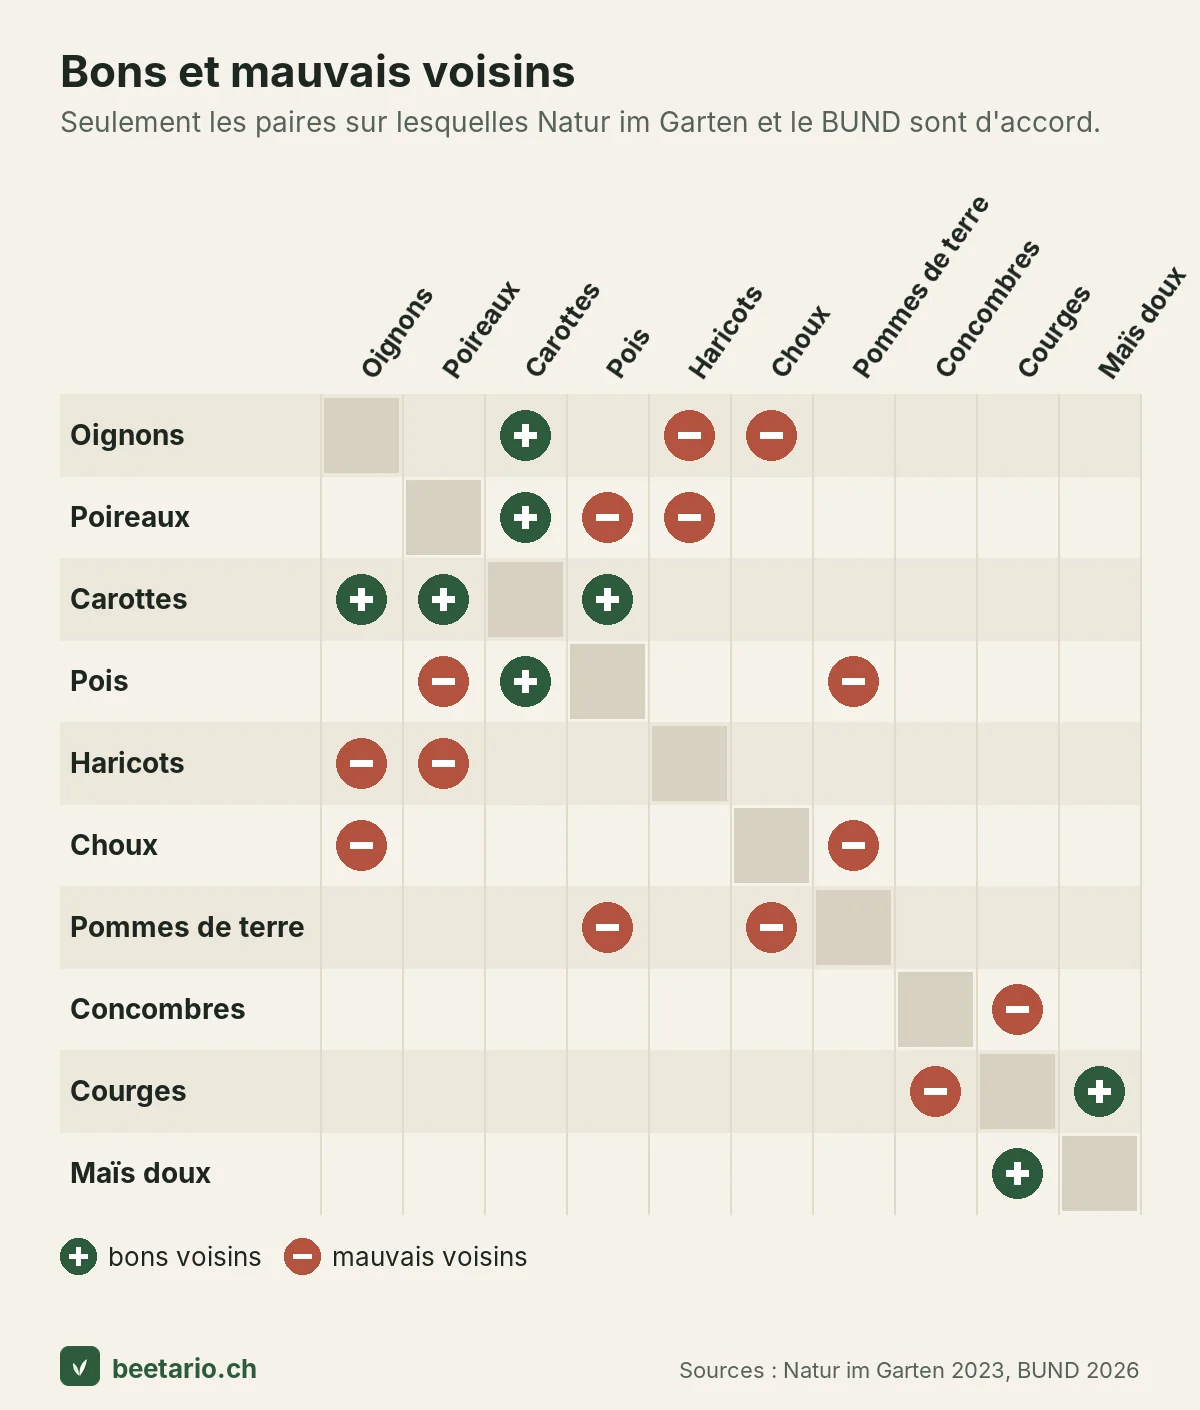 Bons et mauvais voisins
Seulement les paires sur lesquelles Natur im Garten et le BUND sont d'accord.
Oignons
Poireaux
Carottes
Pois
Haricots
Choux
Pommes de terre
Concombres
Courges
Maïs doux
Oignons
Poireaux
Carottes
Pois
Haricots
Choux
Pommes de terre
Concombres
Courges
Maïs doux
bons voisins mauvais voisins
beetario.ch
Sources : Natur im Garten 2023, BUND 2026